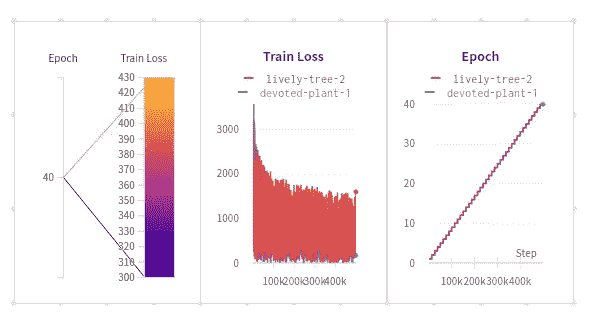 Epoch
Train Loss
430
420
410
400
390
380
370
360
350
340
330
320
310
300
40
Train Loss
lively-tree-2
devoted-plant-1
3000
2000
1000
0
100k200k300k400k
Epoch
lively-tree-2
devoted-plant-1
40
30
20
10
0
Step
100k200k300k400k